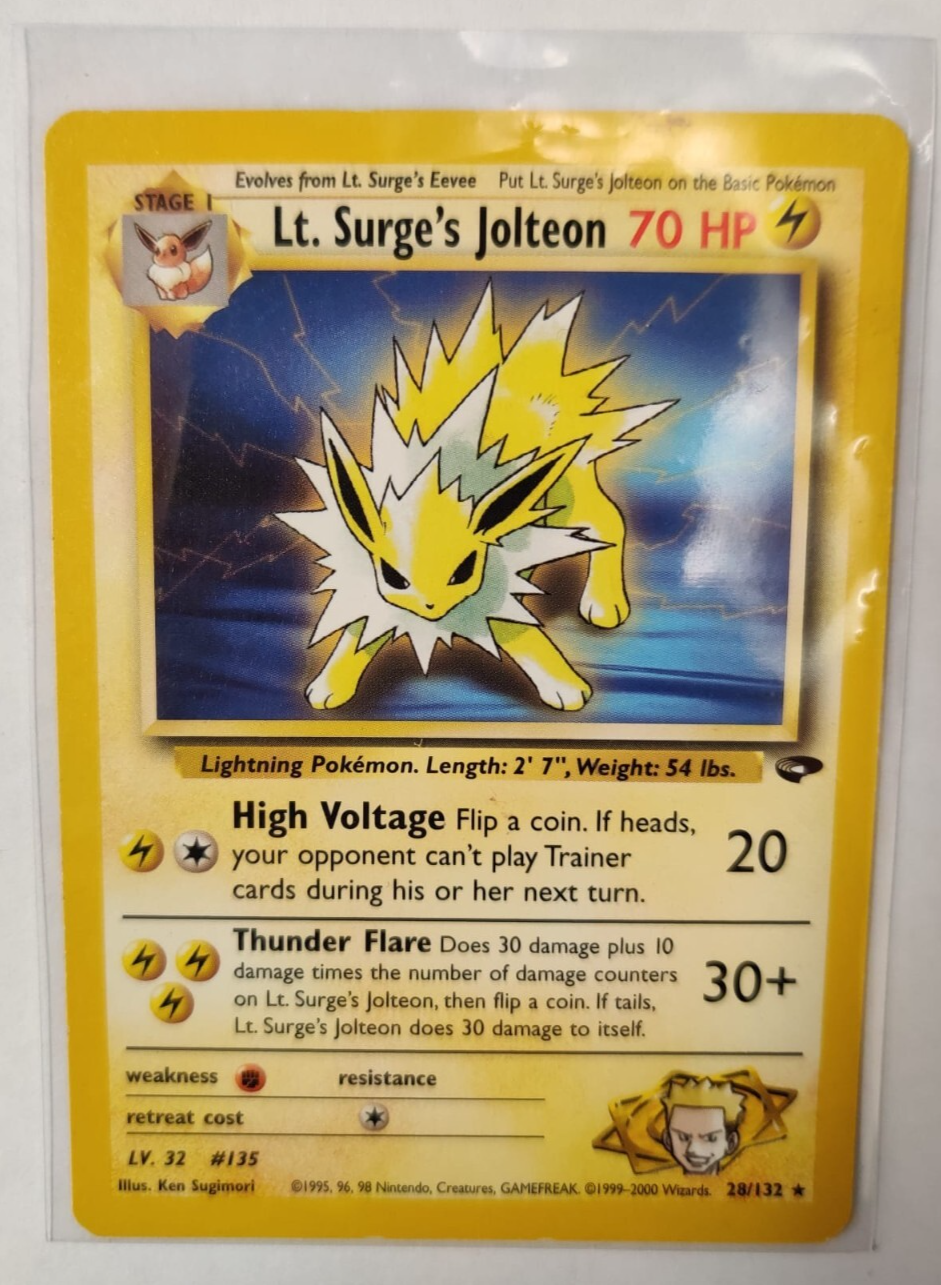 Evolves from Lt. Surge's Eevee Put Lt. Surge's Jolteon on the Basic Pokémon
STAGE 1
Lt. Surge's Jolteon 70 HP
Lightning Pokémon. Length: 2' 7", Weight: 54 lbs.
High Voltage Flip a coin. If heads,
your opponent can't play Trainer
cards during his or her next turn.
20
Thunder Flare Does 30 damage plus 10
damage times the number of damage counters
on Lt. Surge's Jolteon, then flip a coin. If tails,
Lt. Surge's Jolteon does 30 damage to itself.
30+
weakness resistance
retreat cost
LV. 32 #135
Illus. Ken Sugimori ©1995, 96, 98 Nintendo, Creatures, GAMEFREAK. ©1999-2000 Wizards. 28/132 ★